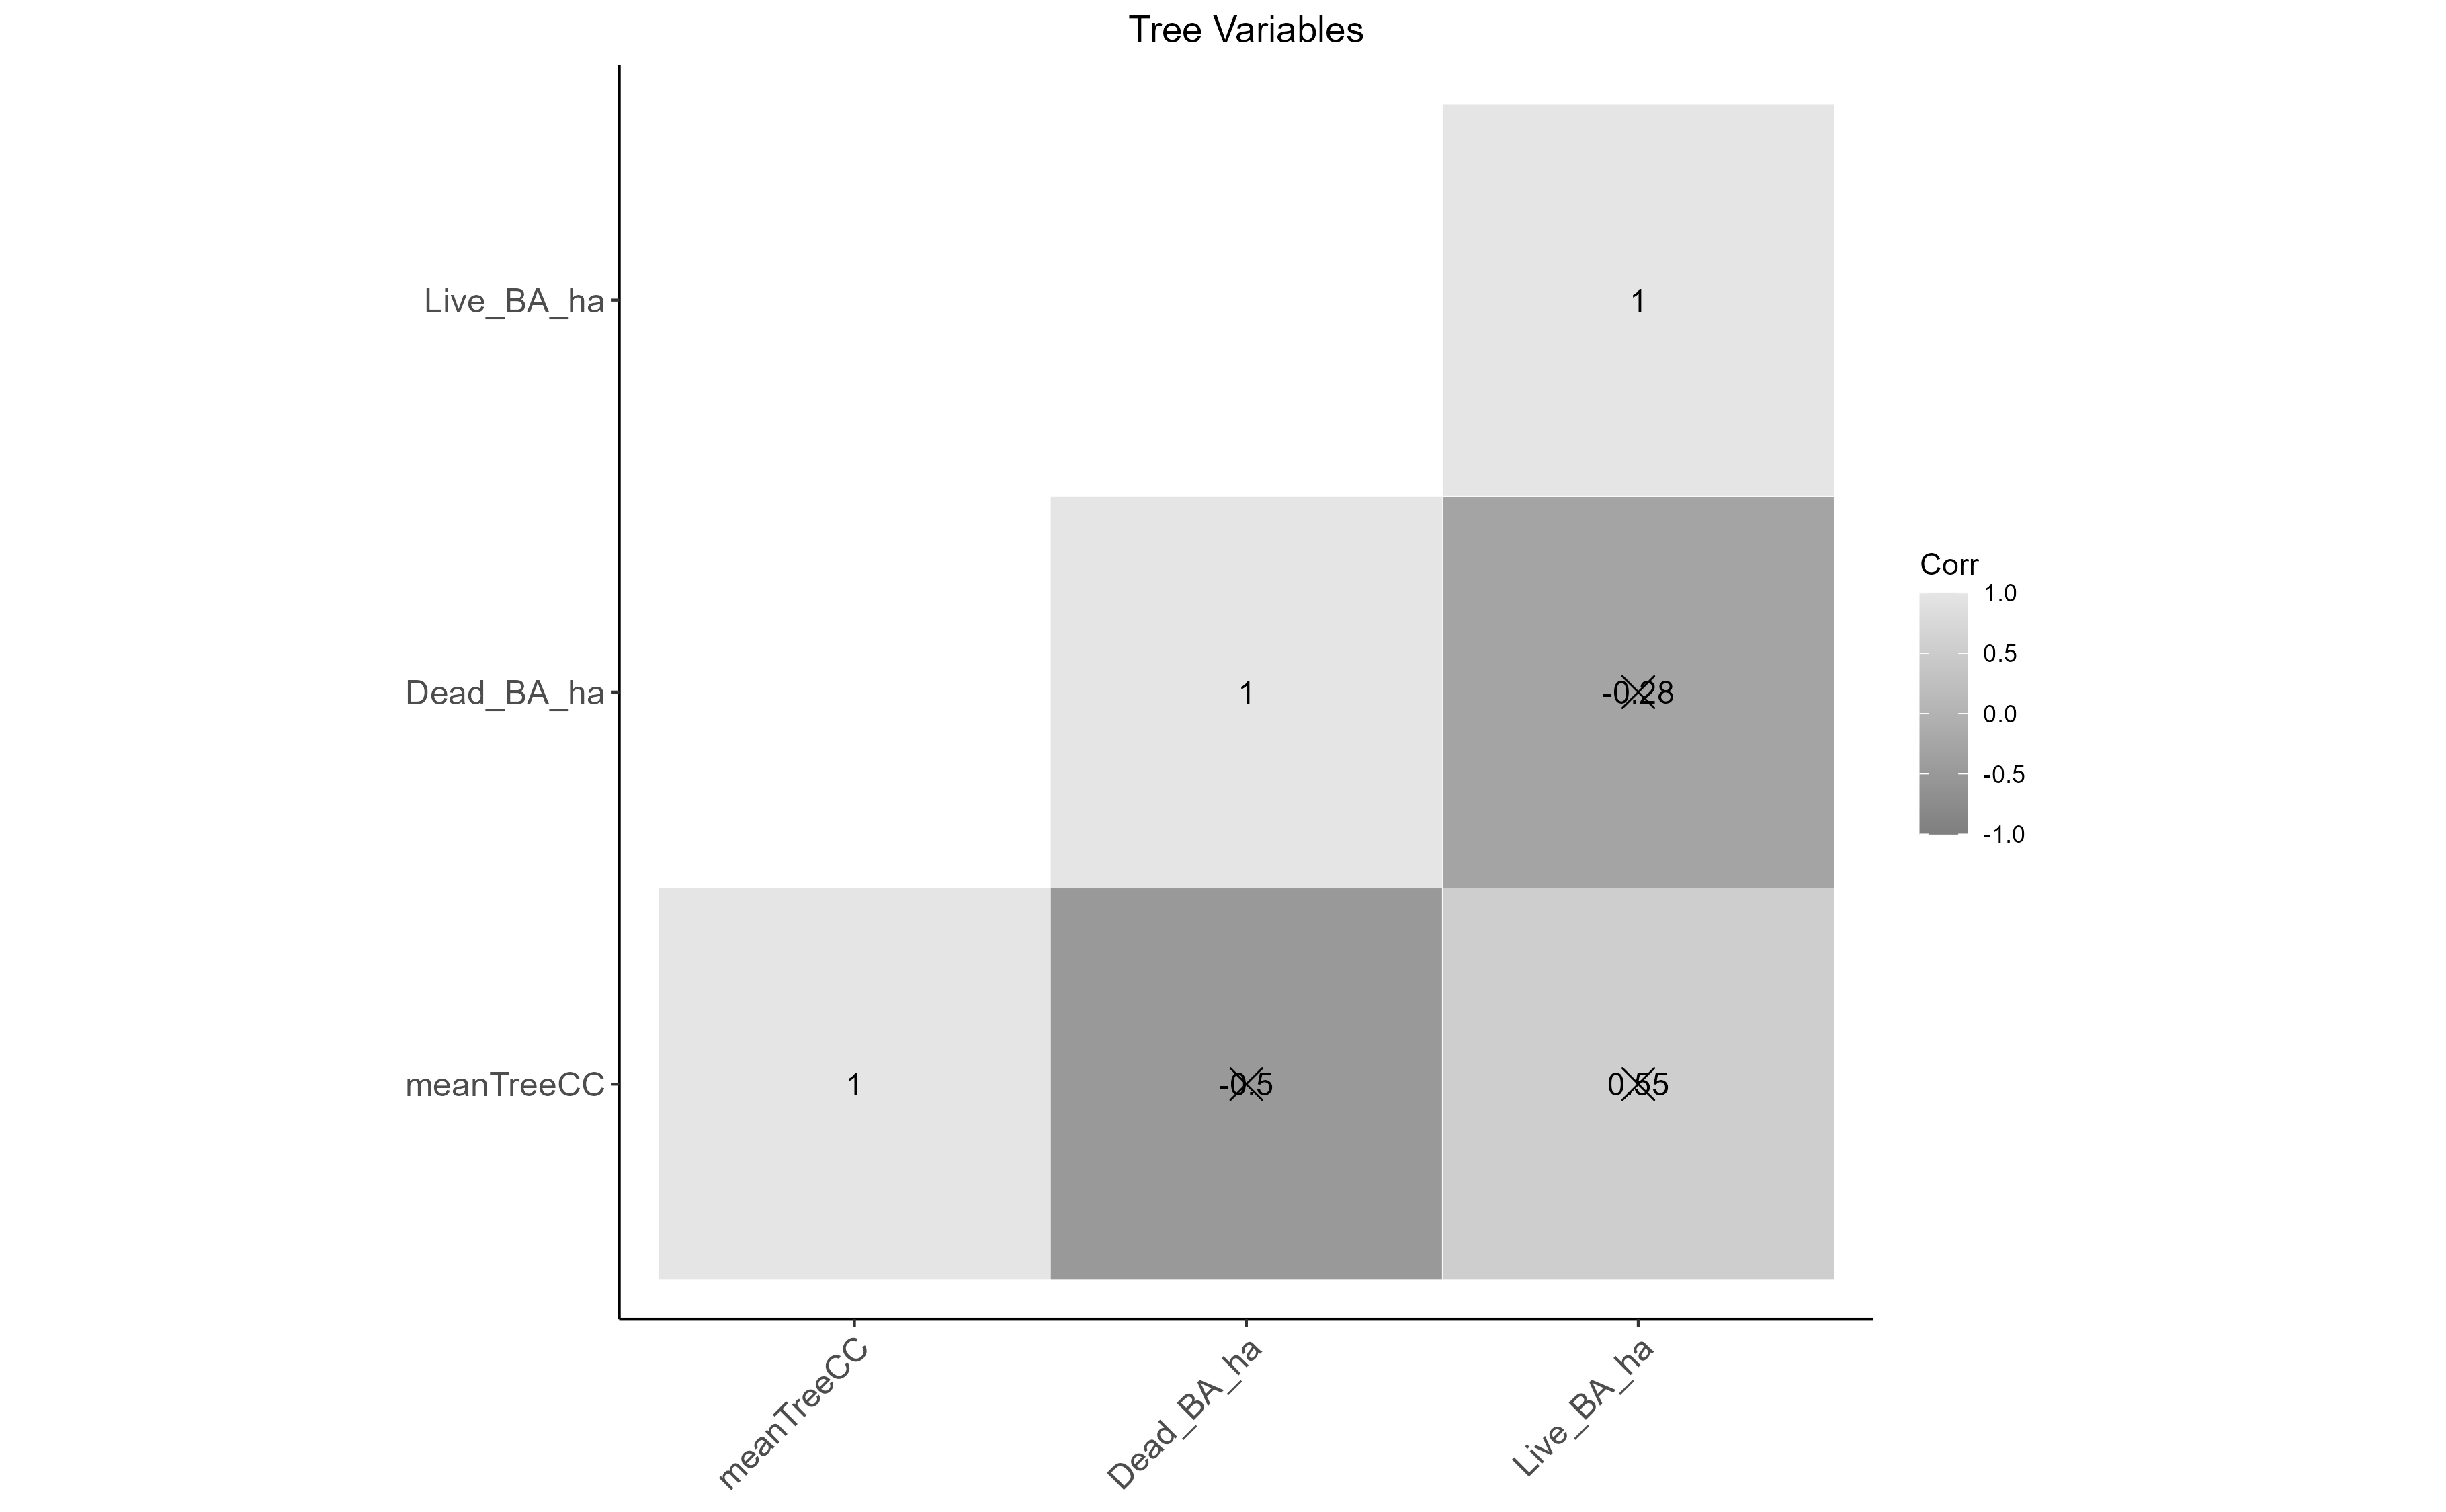 Tree Variables
Live_BA_ha
1
Dead_BA_ha
1
-0.28
meanTreeCC
1
-0.5
0.55
meanTreeCC
Dead_BA_ha
Live_BA_ha
Corr
1.0
0.5
0.0
-0.5
-1.0